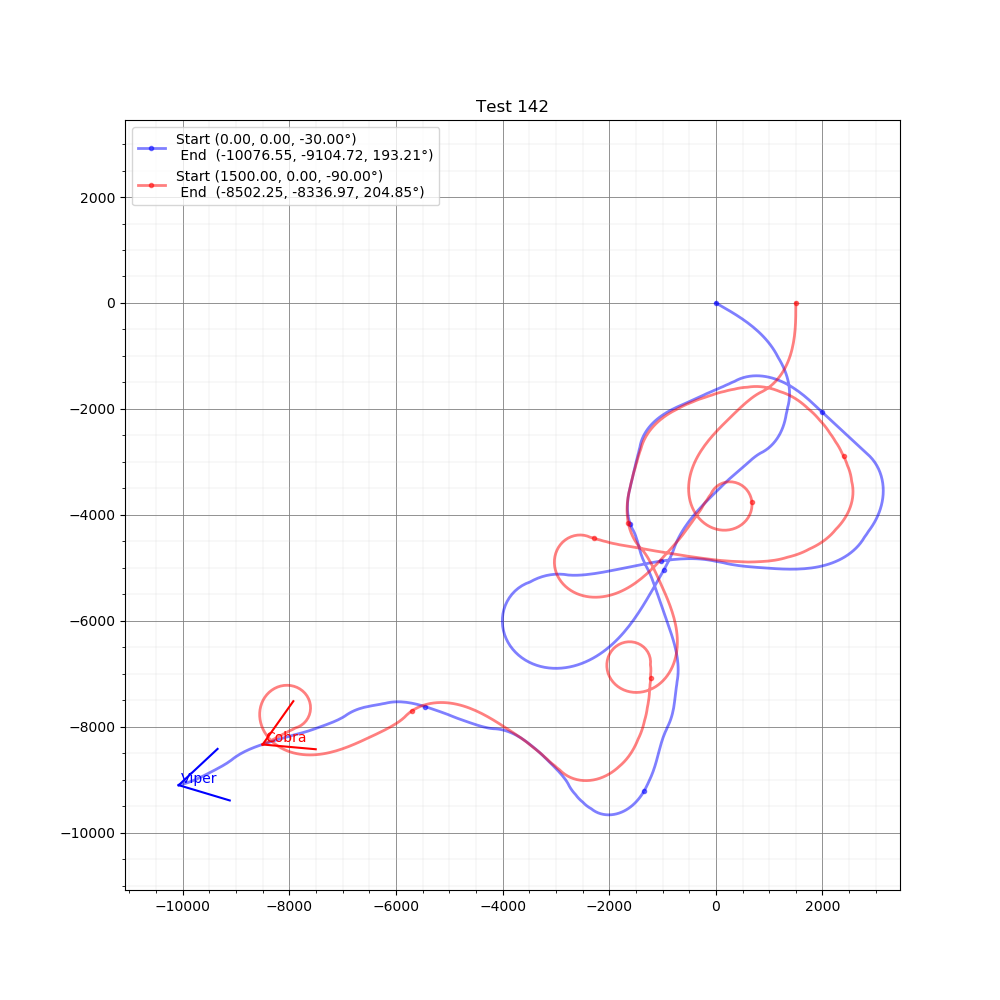 Test 142
Start (0.00, 0.00, -30.00°)
End (-10076.55, -9104.72, 193.21°)
Start (1500.00, 0.00, -90.00°)
End (-8502.25, -8336.97, 204.85°)
2000
0
−2000
−4000
−6000
−8000
−10000
Cobra
Viper
−10000 −8000 −6000 −4000 −2000 0 2000